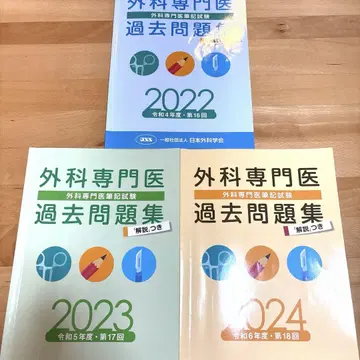 外科専門医
外科専門医筆記試験
過去問題集
2022
令和4年度・第16回
JSS 一般社団法人 日本外科学会
外科専門医
外科専門医筆記試験
過去問題集
「解説」つき
2023
令和5年度・第17回
外科専門医
外科専門医筆記試験
過去問題集
「解説」つき
2024
令和6年度・第18回